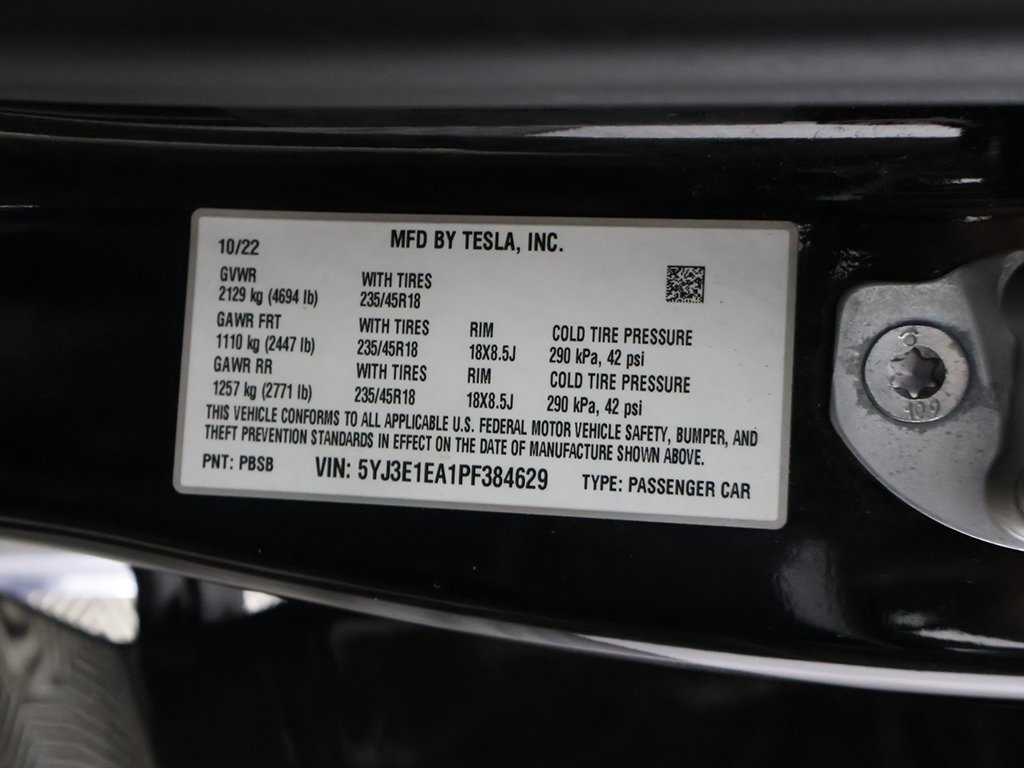 MFD BY TESLA, INC.
10/22
GVWR WITH TIRES
2129 kg (4694 lb) 235/45R18
GAWR FRT WITH TIRES RIM COLD TIRE PRESSURE
1110 kg (2447 lb) 235/45R18 18X8.5J 290 kPa, 42 psi
GAWR RR WITH TIRES RIM COLD TIRE PRESSURE
1257 kg (2771 lb) 235/45R18 18X8.5J 290 kPa, 42 psi
THIS VEHICLE CONFORMS TO ALL APPLICABLE U.S. FEDERAL MOTOR VEHICLE SAFETY, BUMPER, AND
THEFT PREVENTION STANDARDS IN EFFECT ON THE DATE OF MANUFACTURE SHOWN ABOVE.
PNT: PBSB VIN: 5YJ3E1EA1PF384629 TYPE: PASSENGER CAR